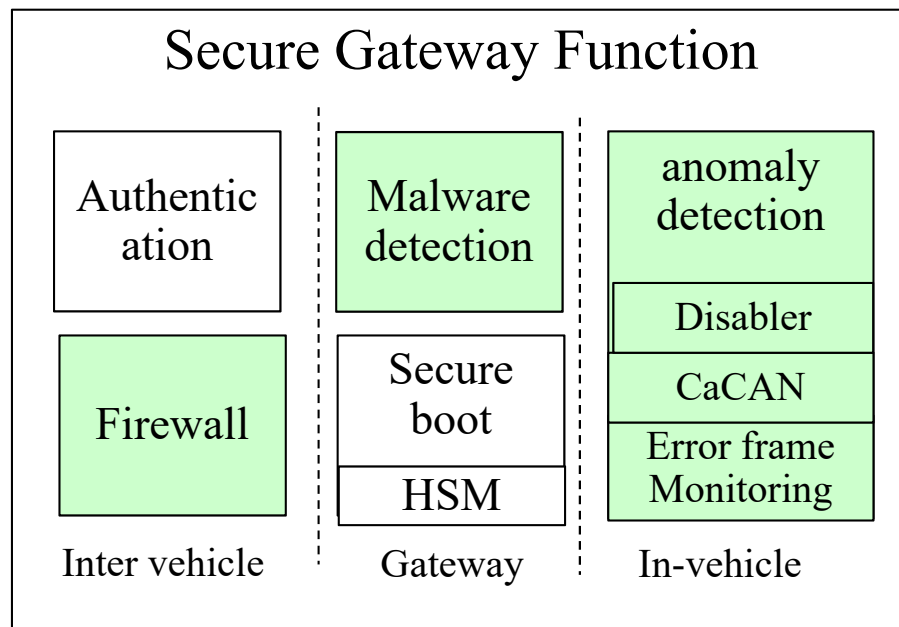 Secure Gateway Function
Authentic
ation
Firewall
Inter vehicle
Malware
detection
Secure
boot
HSM
Gateway
anomaly
detection
Disabler
CaCAN
Error frame
Monitoring
In-vehicle